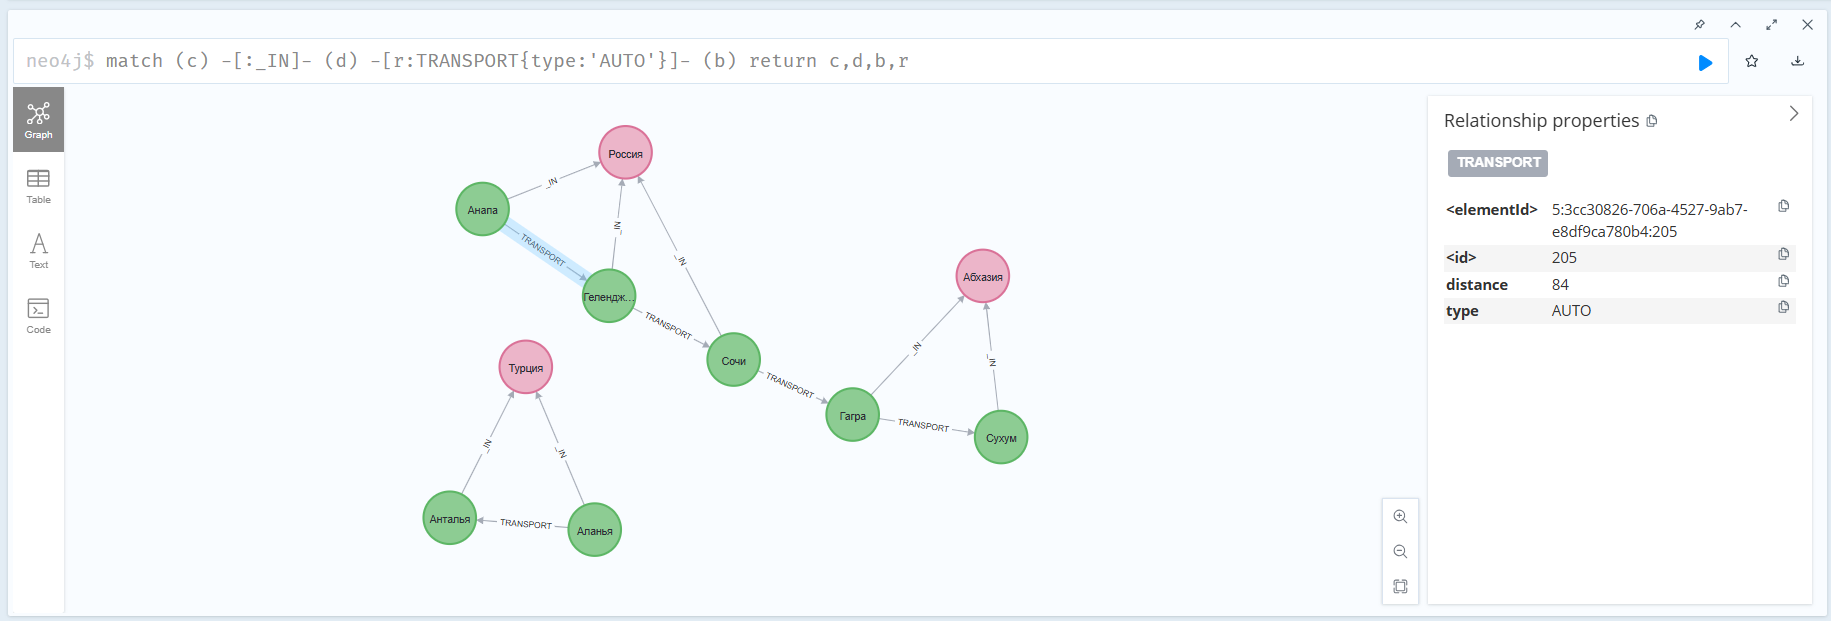 neo4j$ match (c) -[:_IN]- (d) -[r:TRANSPORT{type:'AUTO'}]- (b) return c,d,b,r
Graph
Table
Text
Code
Россия
_IN
Анапа
TRANSPORT
_IN
_IN
Гелендж...
TRANSPORT
Сочи
Абхазия
TRANSPORT
_IN
_IN
Гагра
TRANSPORT
Сухум
Турция
_IN
_IN
Анталья
TRANSPORT
Аланья
Relationship properties
TRANSPORT
<elementId> 5:3cc30826-706a-4527-9ab7-
e8df9ca780b4:205
<id> 205
distance 84
type AUTO